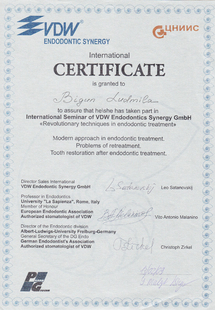 VDW
ENDODONTIC SYNERGY
ЦНИИС
International
CERTIFICATE
is granted to
Begun Ludmila
to assure that he/she has taken part in
International Seminar of VDW Endodontics Synergy GmbH
«Revolutionary techniques in endodontic treatment»
Modern approach in endodontic treatment.
Problems of retreatment.
Tooth restoration after endodontic treatment.
Director Sales International
VDW Endodontic Synergy GmbH
Leo Satanovskij
Professor in Endodontics
University "La Sapienza", Rome, Italy
Member of Honour
European Endodontic Association
Authorized stomatologist of VDW
Vito Antonio Malagnino
Director of the Endodontic division
Albert-Ludwigs-University Freiburg-Germany
General Secretary of the DG Endo
German Endodontist's Association
Authorized stomatologist of VDW
Christoph Zirkel